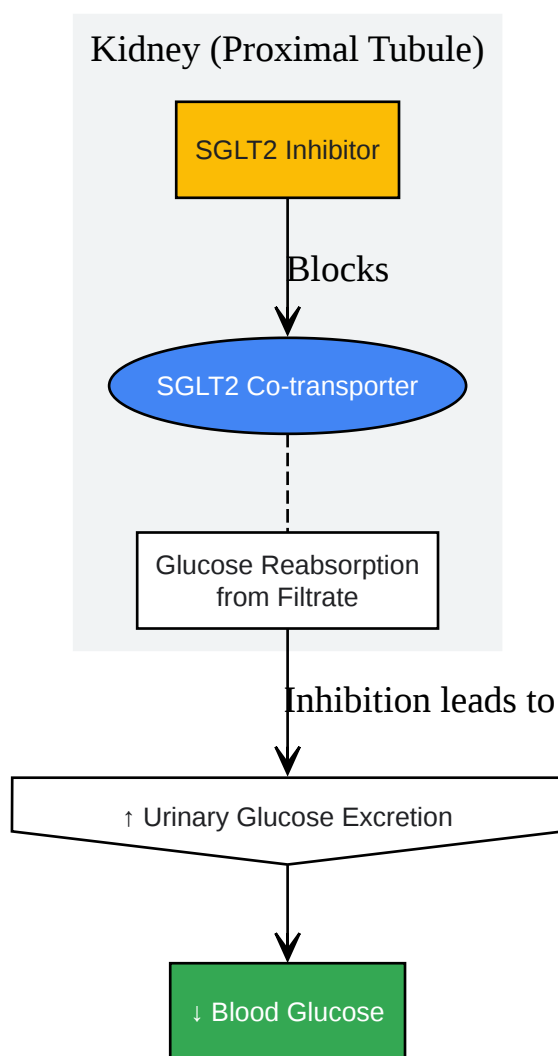 Kidney (Proximal Tubule)
SGLT2 Inhibitor
Blocks
SGLT2 Co-transporter
Glucose Reabsorption
from Filtrate
Inhibition leads to
↑ Urinary Glucose Excretion
↓ Blood Glucose